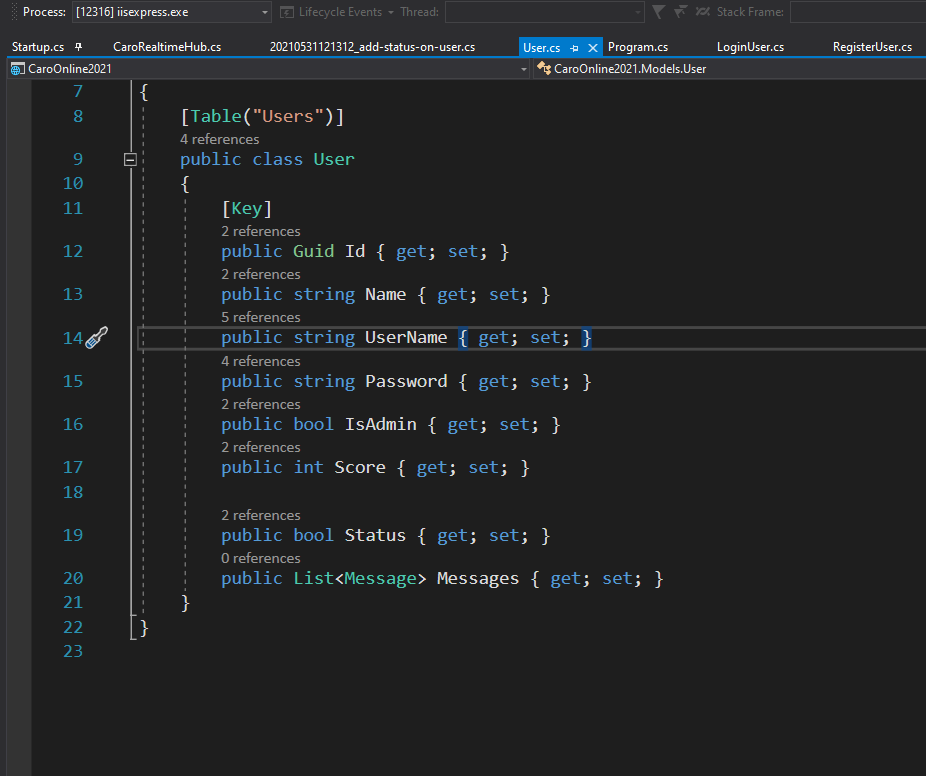 Process: [12316] iisexpress.exe Lifecycle Events Thread: Stack Frame:
Startup.cs CaroRealtimeHub.cs 20210531121312_add-status-on-user.cs User.cs Program.cs LoginUser.cs RegisterUser.cs
CaroOnline2021 CaroOnline2021.Models.User
7 {
8 [Table("Users")]
4 references
9 public class User
10 {
11 [Key]
2 references
12 public Guid Id { get; set; }
2 references
13 public string Name { get; set; }
5 references
14 public string UserName { get; set; }
4 references
15 public string Password { get; set; }
2 references
16 public bool IsAdmin { get; set; }
2 references
17 public int Score { get; set; }
18
2 references
19 public bool Status { get; set; }
0 references
20 public List<Message> Messages { get; set; }
21 }
22 }
23